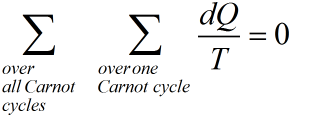 ∑ ∑ dQ/T = 0
over over one
all Carnot Carnot cycle
cycles